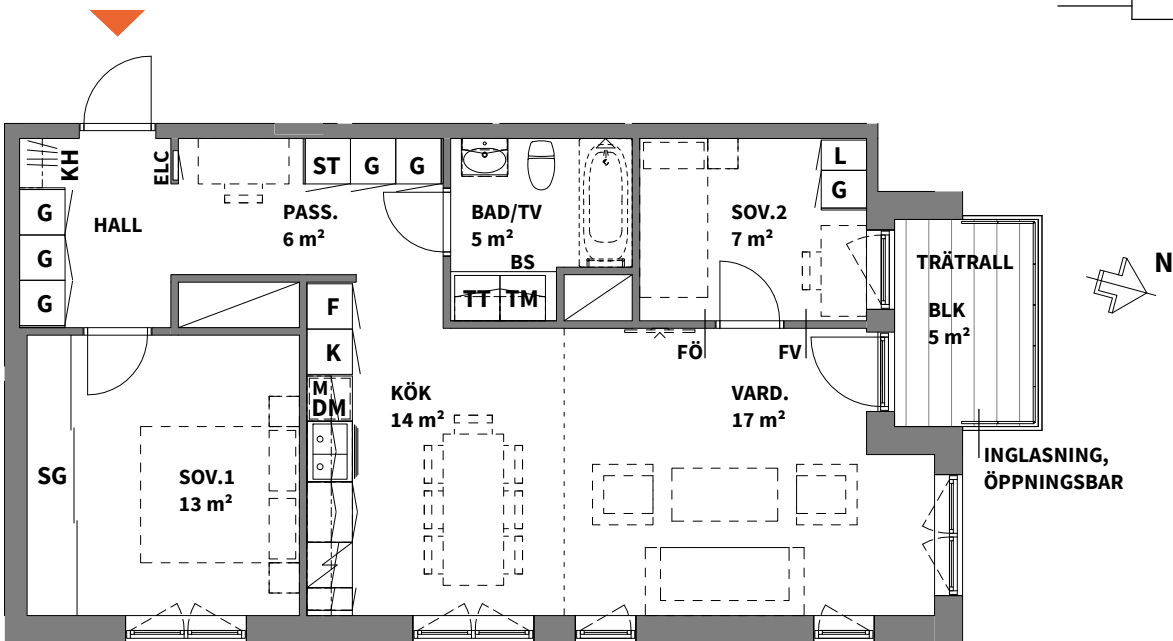 KH
ELC
ST
G
G
L
G
G
G
G
HALL
PASS.
6 m²
BAD/TV
5 m²
BS
TT
TM
SOV.2
7 m²
TRÄTRALL
BLK
5 m²
N
F
K
M
DM
KÖK
14 m²
FÖ
FV
VARD.
17 m²
SG
SOV.1
13 m²
INGLASNING,
ÖPPNINGSBAR